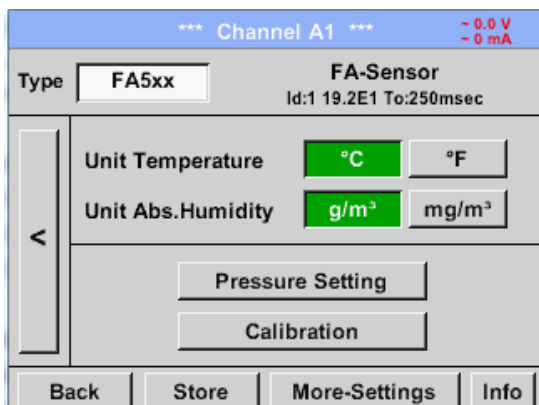 *** Channel A1 ***
~ 0.0 V
~ 0 mA
Type FA5xx
FA-Sensor
Id:1 19.2E1 To:250msec
<
Unit Temperature °C °F
Unit Abs.Humidity g/m³ mg/m³
Pressure Setting
Calibration
Back Store More-Settings Info